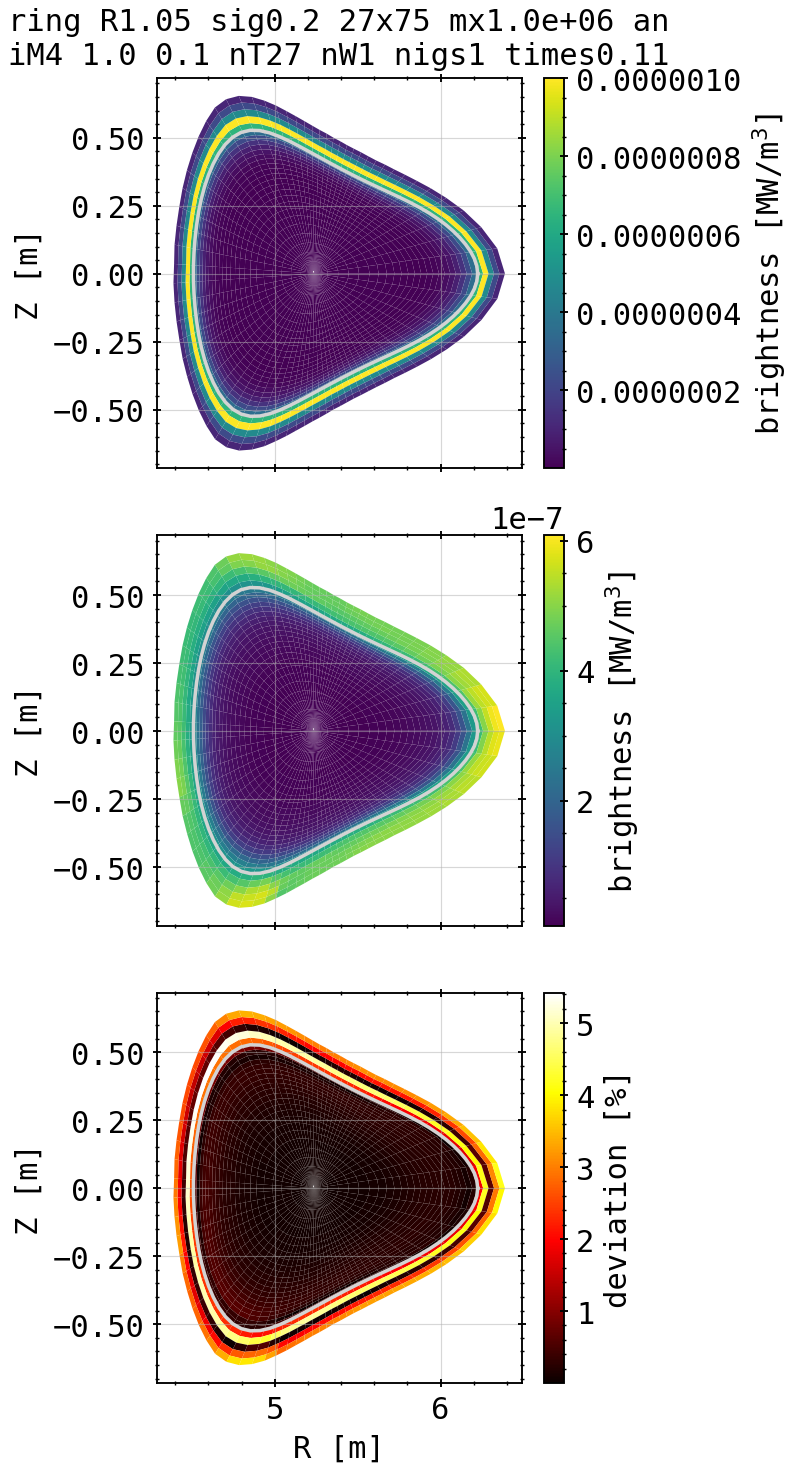 ring R1.05 sig0.2 27x75 mx1.0e+06 an
iM4 1.0 0.1 nT27 nW1 nigs1 times0.11
0.50
0.25
0.00
−0.25
−0.50
Z [m]
0.0000010
0.0000008
0.0000006
0.0000004
0.0000002
brightness [MW/m³]
1e−7
0.50
0.25
0.00
−0.25
−0.50
Z [m]
6
4
2
brightness [MW/m³]
0.50
0.25
0.00
−0.25
−0.50
Z [m]
5
4
3
2
1
deviation [%]
5 6
R [m]